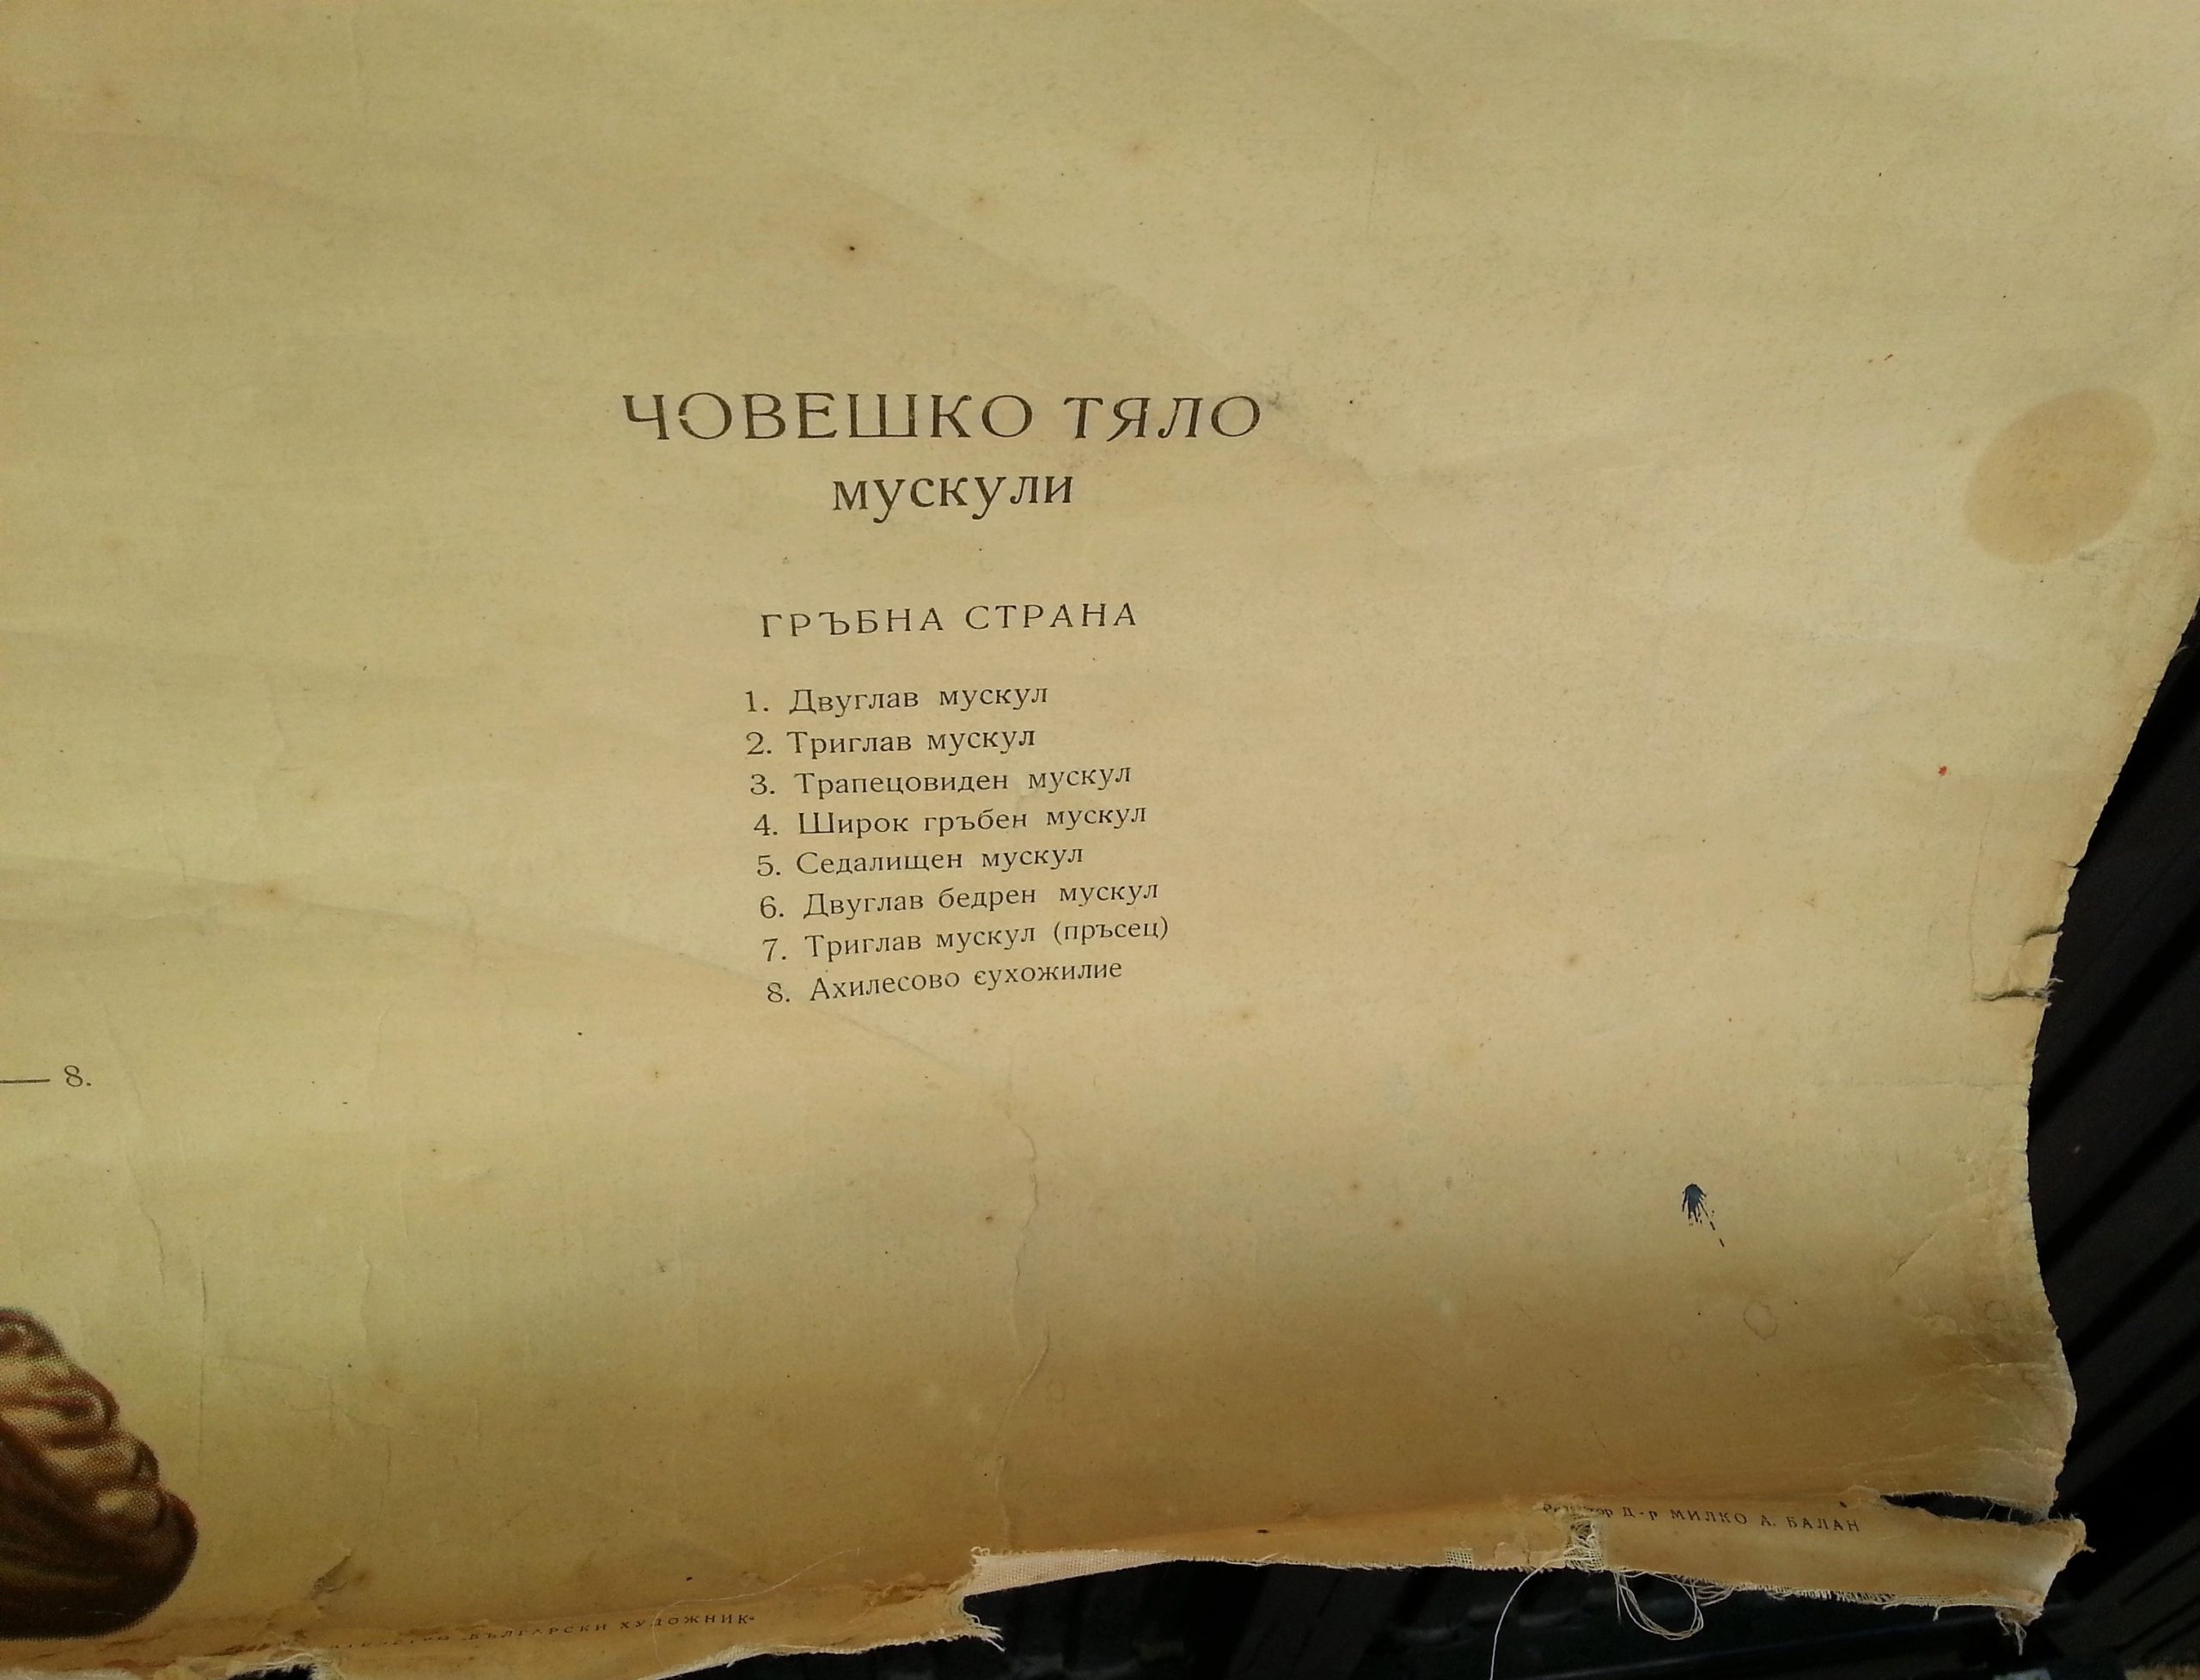 ЧОВЕШКО ТЯЛО
мускули
ГРЪБНА СТРАНА
1. Двуглав мускул
2. Триглав мускул
3. Трапецовиден мускул
4. Широк гръбен мускул
5. Седалищен мускул
6. Двуглав бедрен мускул
7. Триглав мускул (пръсец)
8. Ахилесово сухожилие
8.
Д-р МИЛКО А. БАЛАН
БЪЛГАРСКИ ХУДОЖНИК“